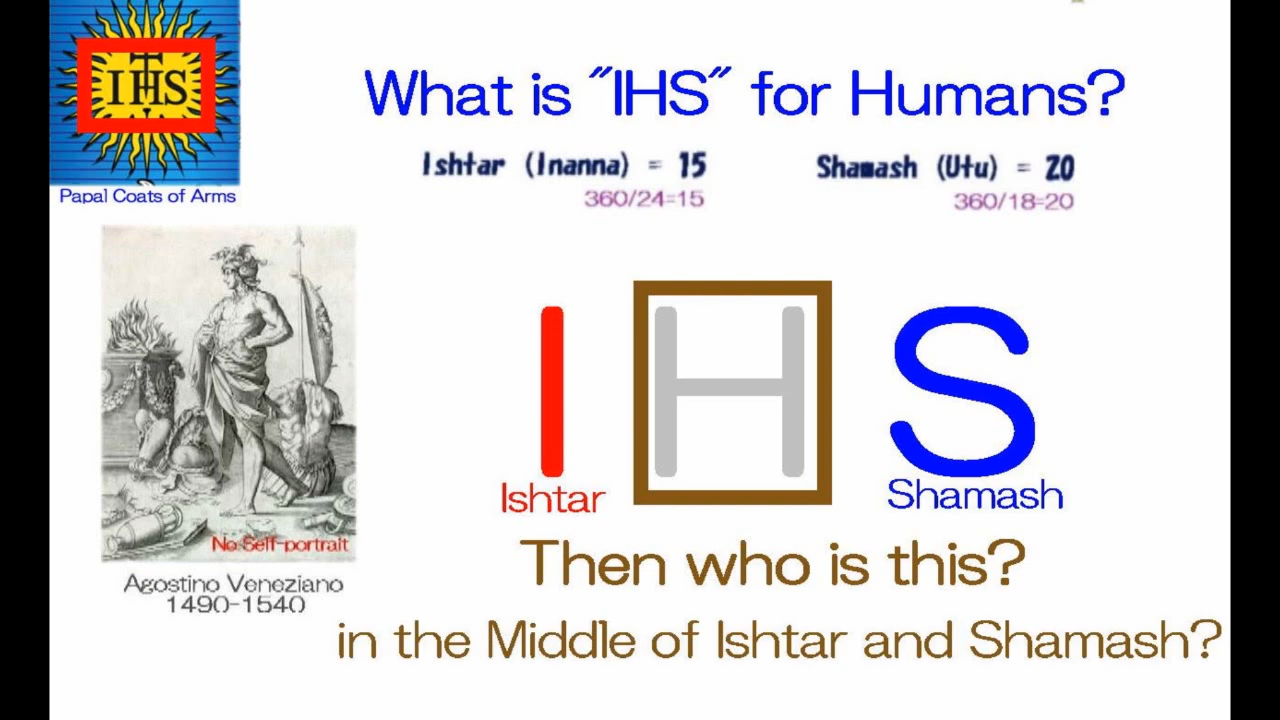 IHS
Papal Coats of Arms
What is "IHS" for Humans?
Ishtar (Inanna) = 15
360/24=15
Shamash (Utu) = 20
360/18=20
No Self-portrait
Agostino Veneziano
1490-1540
I H S
Ishtar
Shamash
Then who is this?
in the Middle of Ishtar and Shamash?